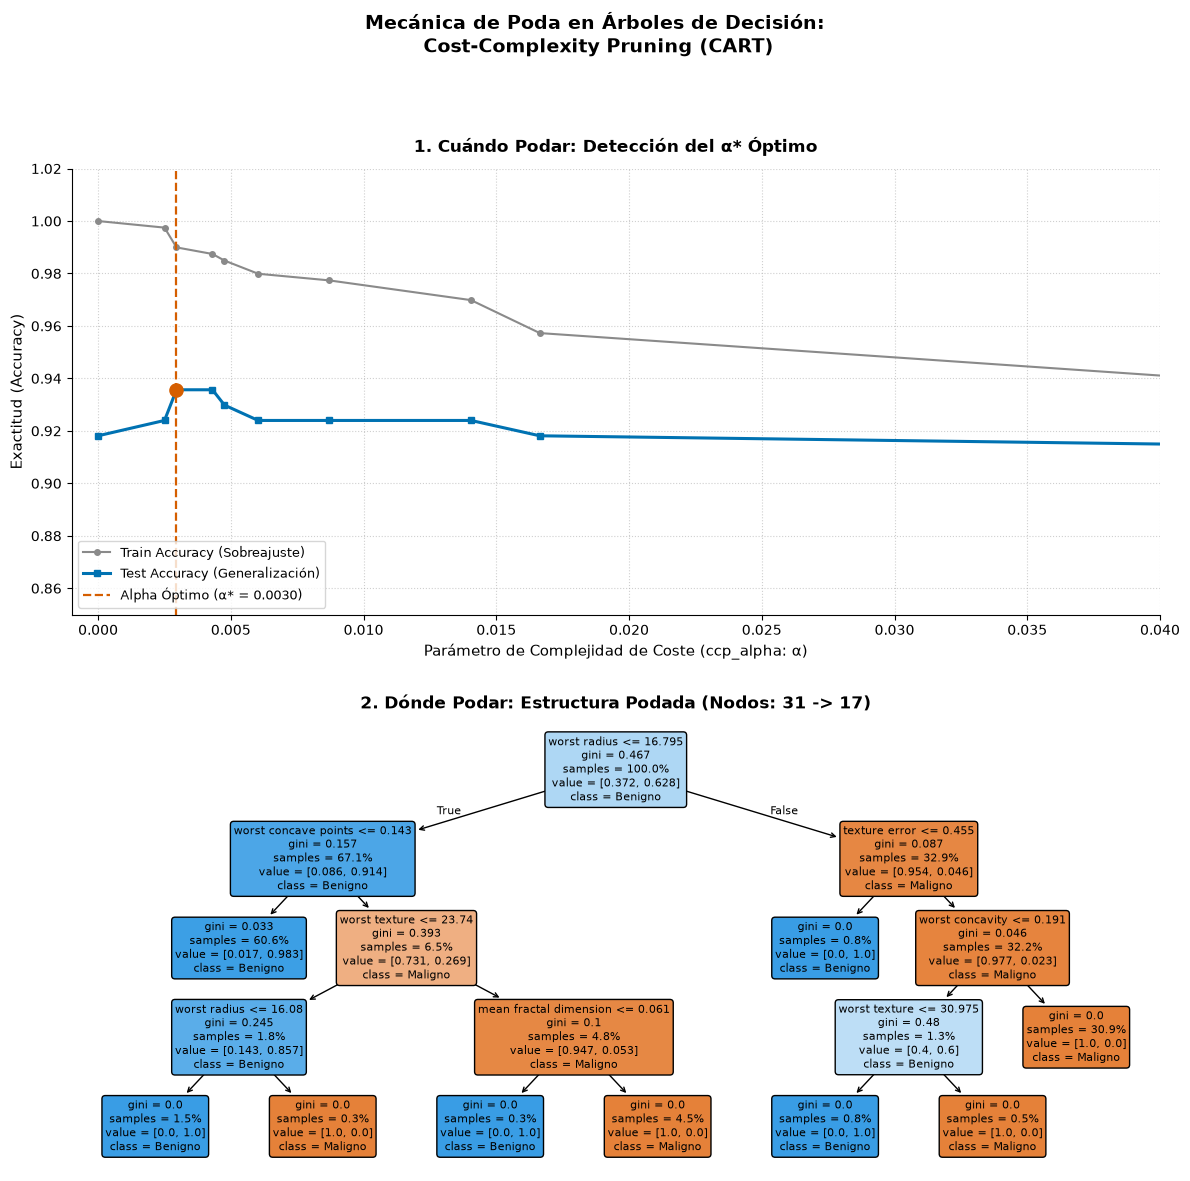 Mecánica de Poda en Árboles de Decisión:
Cost-Complexity Pruning (CART)
1. Cuándo Podar: Detección del α* Óptimo
Exactitud (Accuracy)
1.02
1.00
0.98
0.96
0.94
0.92
0.90
0.88
0.86
Train Accuracy (Sobreajuste)
Test Accuracy (Generalización)
Alpha Óptimo (α* = 0.0030)
0.000 0.005 0.010 0.015 0.020 0.025 0.030 0.035 0.040
Parámetro de Complejidad de Coste (ccp_alpha: α)
2. Dónde Podar: Estructura Podada (Nodos: 31 -> 17)
worst radius <= 16.795
gini = 0.467
samples = 100.0%
value = [0.372, 0.628]
class = Benigno
True
False
worst concave points <= 0.143
gini = 0.157
samples = 67.1%
value = [0.086, 0.914]
class = Benigno
texture error <= 0.455
gini = 0.087
samples = 32.9%
value = [0.954, 0.046]
class = Maligno
gini = 0.033
samples = 60.6%
value = [0.017, 0.983]
class = Benigno
worst texture <= 23.74
gini = 0.393
samples = 6.5%
value = [0.731, 0.269]
class = Maligno
gini = 0.0
samples = 0.8%
value = [0.0, 1.0]
class = Benigno
worst concavity <= 0.191
gini = 0.046
samples = 32.2%
value = [0.977, 0.023]
class = Maligno
worst radius <= 16.08
gini = 0.245
samples = 1.8%
value = [0.143, 0.857]
class = Benigno
mean fractal dimension <= 0.061
gini = 0.1
samples = 4.8%
value = [0.947, 0.053]
class = Maligno
worst texture <= 30.975
gini = 0.48
samples = 1.3%
value = [0.4, 0.6]
class = Benigno
gini = 0.0
samples = 30.9%
value = [1.0, 0.0]
class = Maligno
gini = 0.0
samples = 1.5%
value = [0.0, 1.0]
class = Benigno
gini = 0.0
samples = 0.3%
value = [1.0, 0.0]
class = Maligno
gini = 0.0
samples = 0.3%
value = [0.0, 1.0]
class = Benigno
gini = 0.0
samples = 4.5%
value = [1.0, 0.0]
class = Maligno
gini = 0.0
samples = 0.8%
value = [0.0, 1.0]
class = Benigno
gini = 0.0
samples = 0.5%
value = [1.0, 0.0]
class = Maligno